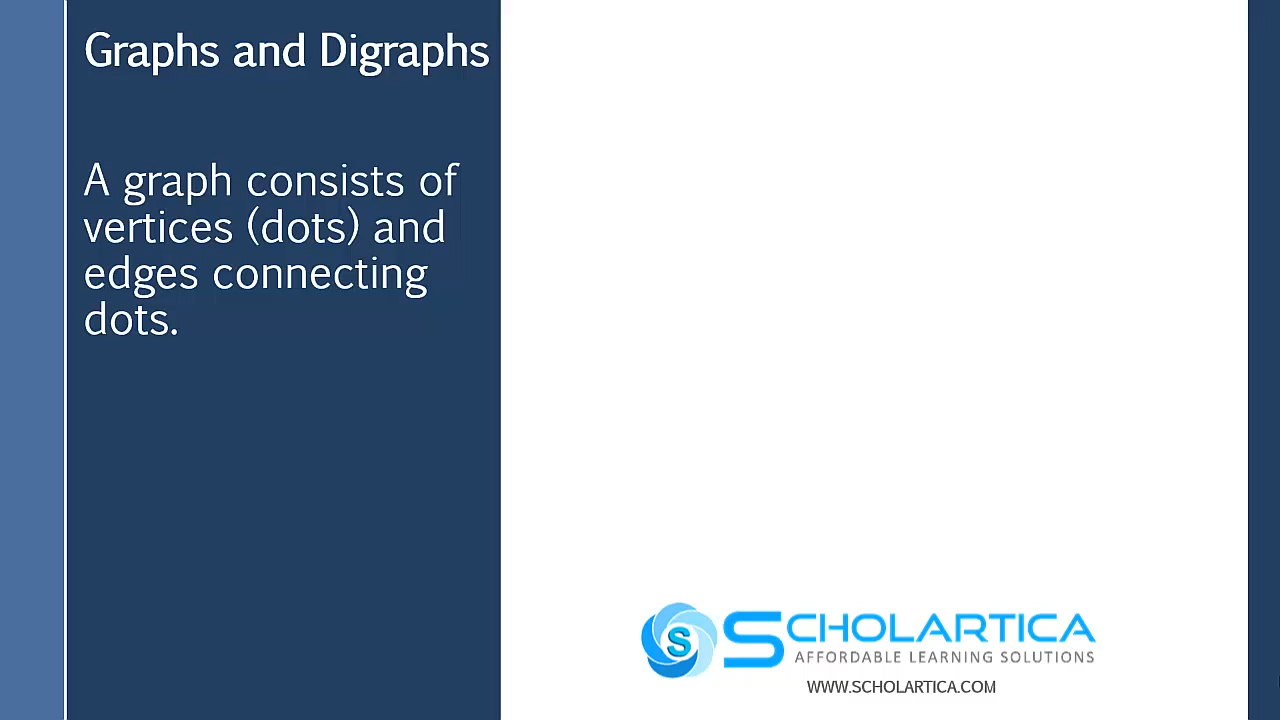 Graphs and Digraphs
A graph consists of
vertices (dots) and
edges connecting
dots.
S
SCHOLARTICA
AFFORDABLE LEARNING SOLUTIONS
WWW.SCHOLARTICA.COM